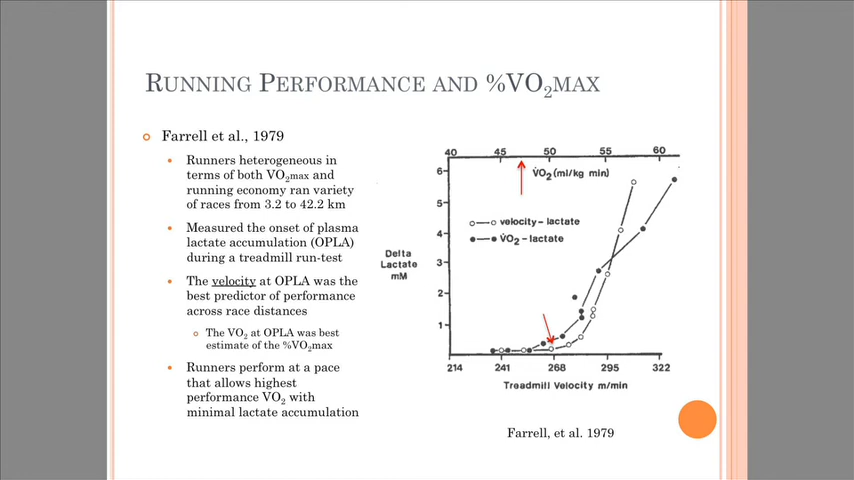 RUNNING PERFORMANCE AND %VO2MAX
Farrell et al., 1979
Runners heterogeneous in
terms of both VO2max and
running economy ran variety
of races from 3.2 to 42.2 km
Measured the onset of plasma
lactate accumulation (OPLA)
during a treadmill run-test
The velocity at OPLA was the
best predictor of performance
across race distances
The VO2 at OPLA was best
estimate of the %VO2max
Runners perform at a pace
that allows highest
performance VO2 with
minimal lactate accumulation
40 45 50 55 60
V̇O2 (ml/kg min)
6
5
4
3
2
1
velocity-lactate
V̇O2-lactate
Delta
Lactate
mM
214 241 268 295 322
Treadmill Velocity m/min
Farrell, et al. 1979